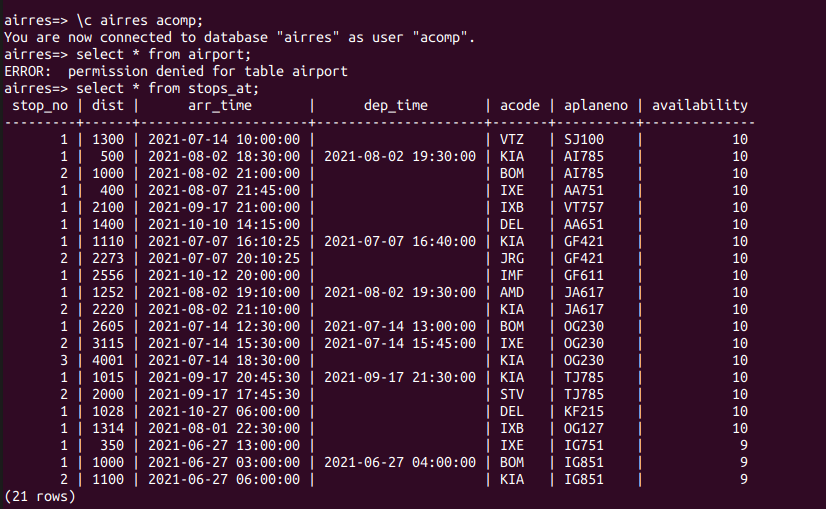 airres=> \c airres acomp;
You are now connected to database "airres" as user "acomp".
airres=> select * from airport;
ERROR:  permission denied for table airport
airres=> select * from stops_at;
 stop_no | dist |      arr_time       |      dep_time       | acode | aplaneno | availability
---------+------+---------------------+---------------------+-------+----------+--------------
       1 | 1300 | 2021-07-14 10:00:00 |                     | VTZ   | SJ100    |           10
       1 |  500 | 2021-08-02 18:30:00 | 2021-08-02 19:30:00 | KIA   | AI785    |           10
       2 | 1000 | 2021-08-02 21:00:00 |                     | BOM   | AI785    |           10
       1 |  400 | 2021-08-07 21:45:00 |                     | IXE   | AA751    |           10
       1 | 2100 | 2021-09-17 21:00:00 |                     | IXB   | VT757    |           10
       1 | 1400 | 2021-10-10 14:15:00 |                     | DEL   | AA651    |           10
       1 | 1110 | 2021-07-07 16:10:25 | 2021-07-07 16:40:00 | KIA   | GF421    |           10
       2 | 2273 | 2021-07-07 20:10:25 |                     | JRG   | GF421    |           10
       1 | 2556 | 2021-10-12 20:00:00 |                     | IMF   | GF611    |           10
       1 | 1252 | 2021-08-02 19:10:00 | 2021-08-02 19:30:00 | AMD   | JA617    |           10
       2 | 2220 | 2021-08-02 21:10:00 |                     | KIA   | JA617    |           10
       1 | 2605 | 2021-07-14 12:30:00 | 2021-07-14 13:00:00 | BOM   | OG230    |           10
       2 | 3115 | 2021-07-14 15:30:00 | 2021-07-14 15:45:00 | IXE   | OG230    |           10
       3 | 4001 | 2021-07-14 18:30:00 |                     | KIA   | OG230    |           10
       1 | 1015 | 2021-09-17 20:45:30 | 2021-09-17 21:30:00 | KIA   | TJ785    |           10
       2 | 2000 | 2021-09-17 17:45:30 |                     | STV   | TJ785    |           10
       1 | 1028 | 2021-10-27 06:00:00 |                     | DEL   | KF215    |           10
       1 | 1314 | 2021-08-01 22:30:00 |                     | IXB   | OG127    |           10
       1 |  350 | 2021-06-27 13:00:00 |                     | IXE   | IG751    |            9
       1 | 1000 | 2021-06-27 03:00:00 | 2021-06-27 04:00:00 | BOM   | IG851    |            9
       2 | 1100 | 2021-06-27 06:00:00 |                     | KIA   | IG851    |            9
(21 rows)